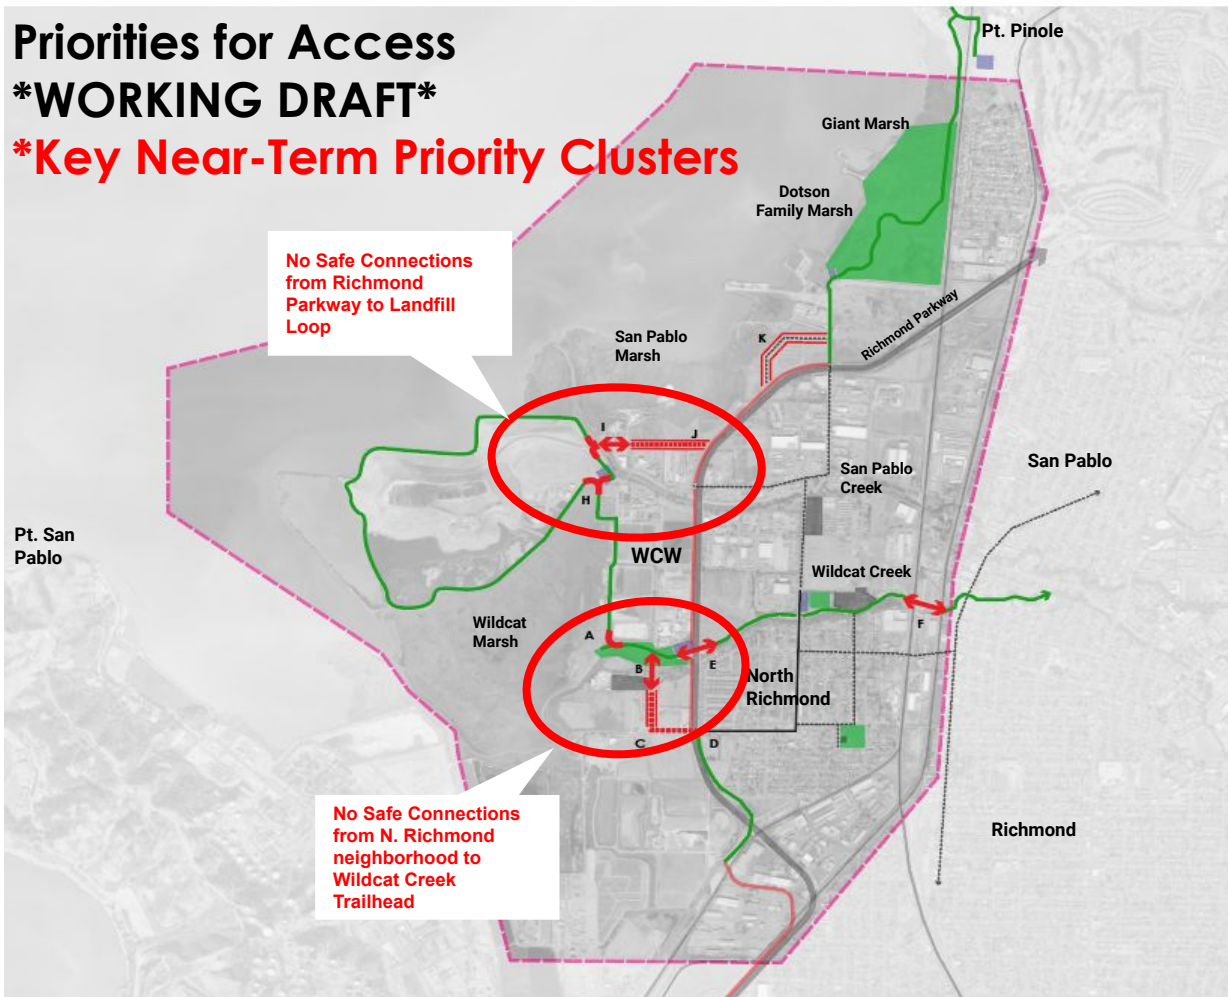 Priorities for Access
*WORKING DRAFT*
*Key Near-Term Priority Clusters
Pt. Pinole
Giant Marsh
Dotson
Family Marsh
No Safe Connections
from Richmond
Parkway to Landfill
Loop
Richmond Parkway
San Pablo
Marsh
K
I
J
San Pablo
Creek
San Pablo
H
Pt. San
Pablo
WCW
Wildcat Creek
Wildcat
Marsh
A
F
B
E
North
Richmond
C
D
No Safe Connections
from N. Richmond
neighborhood to
Wildcat Creek
Trailhead
Richmond